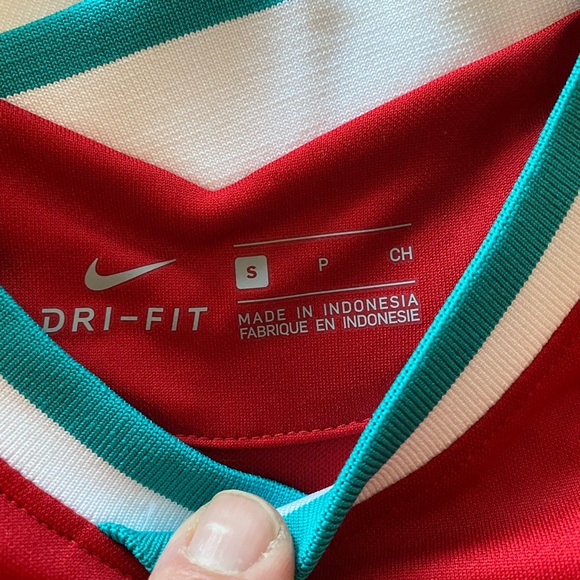 DRI-FIT
S P CH
MADE IN INDONESIA
FABRIQUE EN INDONESIE